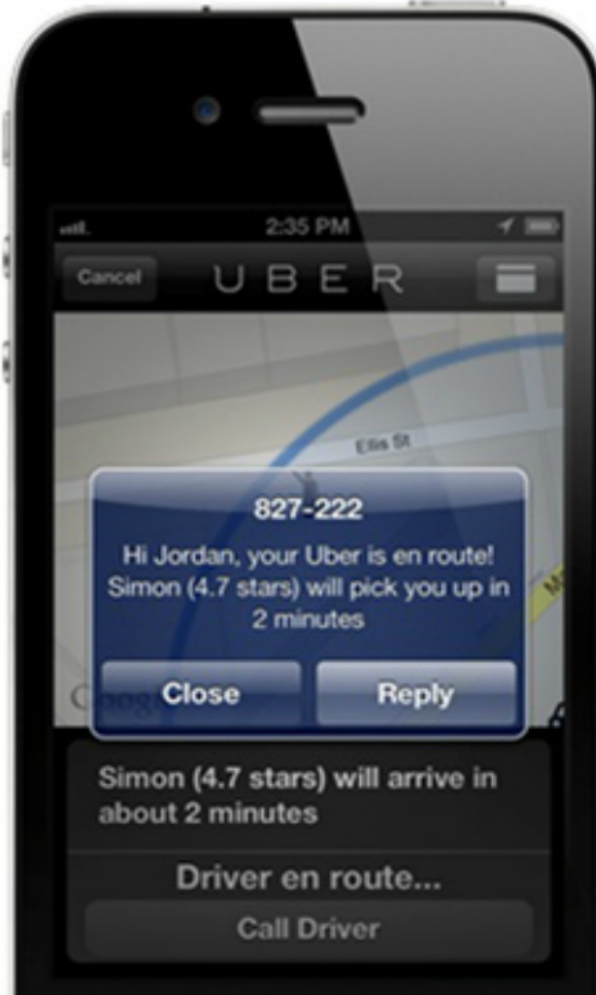 2:35 PM
Cancel
UBER
Ellis St
827-222
Hi Jordan, your Uber is en route!
Simon (4.7 stars) will pick you up in
2 minutes
Close
Reply
Simon (4.7 stars) will arrive in
about 2 minutes
Driver en route...
Call Driver